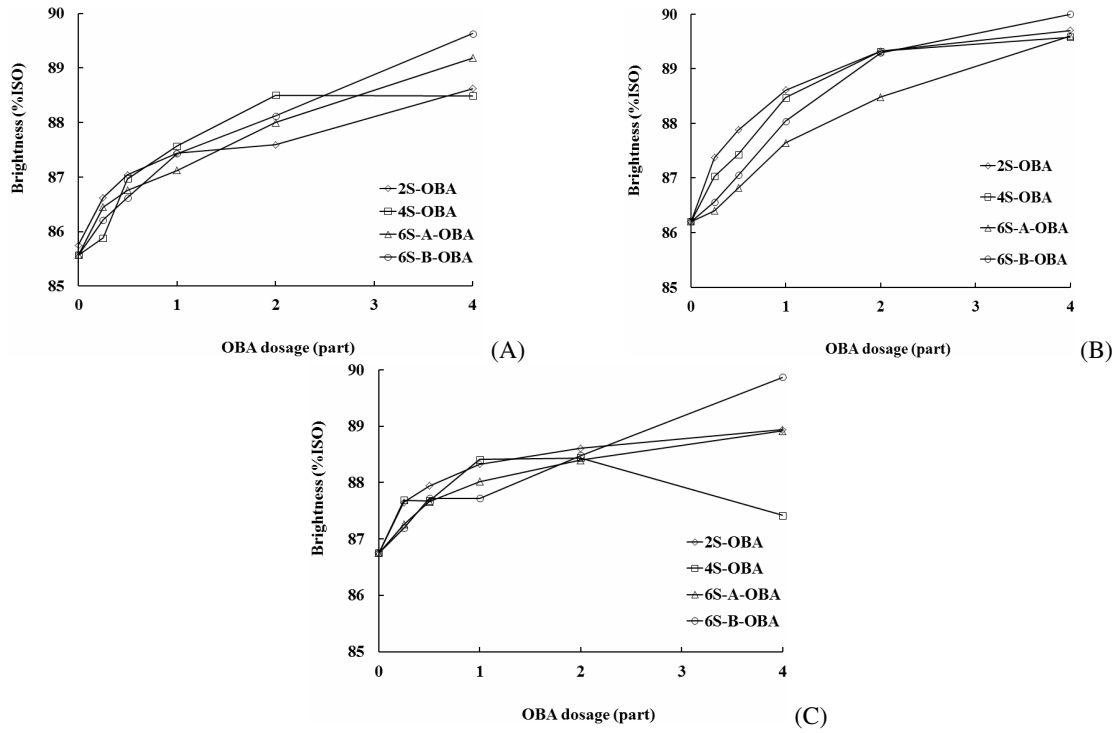 90
89
88
87
86
85
Brightness (%ISO)
0
1
2
3
4
OBA dosage (part)
2S-OBA
4S-OBA
6S-A-OBA
6S-B-OBA
(A)
90
89
88
87
86
85
Brightness (%ISO)
0
1
2
3
4
OBA dosage (part)
2S-OBA
4S-OBA
6S-A-OBA
6S-B-OBA
(B)
90
89
88
87
86
85
Brightness (%ISO)
0
1
2
3
4
OBA dosage (part)
2S-OBA
4S-OBA
6S-A-OBA
6S-B-OBA
(C)